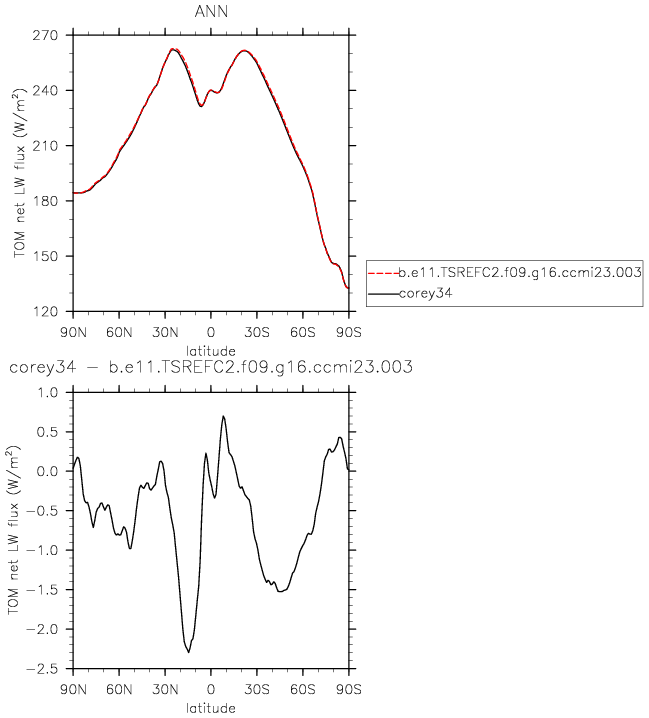 ANN
270
240
210
180
150
120
TOM net LW flux (W/m²)
90N 60N 30N 0 30S 60S 90S
latitude
b.e11.TSREFC2.f09.g16.ccmi23.003
corey34
corey34 − b.e11.TSREFC2.f09.g16.ccmi23.003
1.0
0.5
0.0
−0.5
−1.0
−1.5
−2.0
−2.5
TOM net LW flux (W/m²)
90N 60N 30N 0 30S 60S 90S
latitude